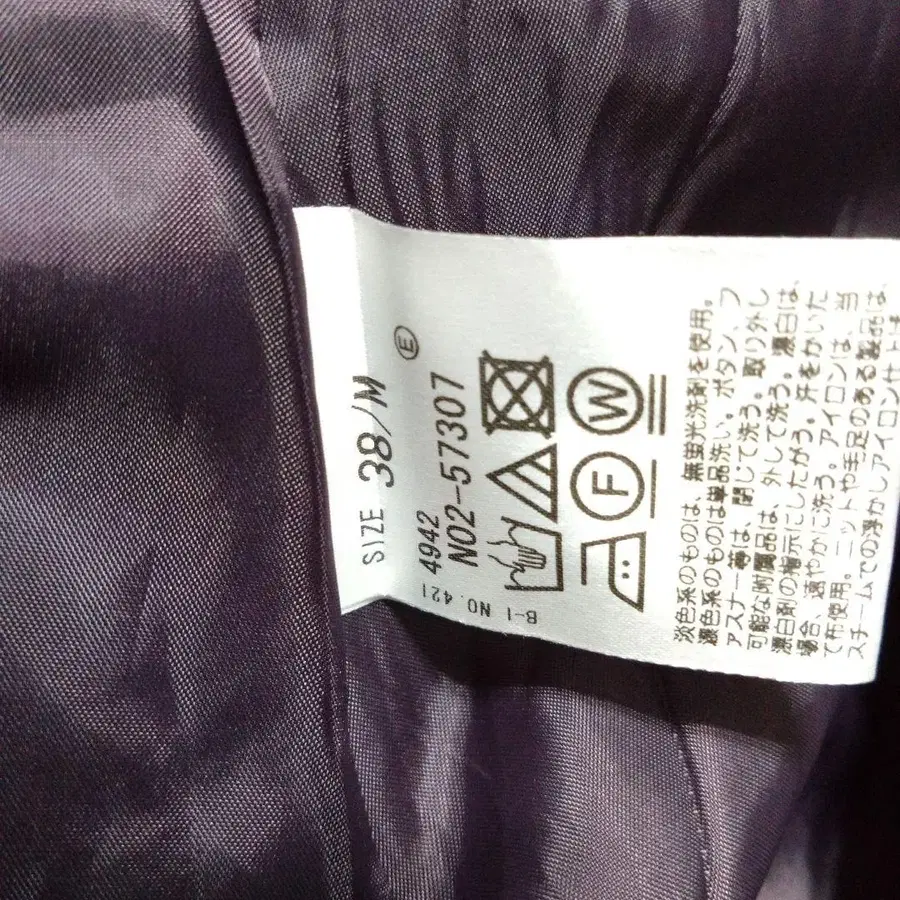 SIZE 38/M
E
4942
N02-57307
W
F
B-1 NO.421
淡色系のものは、無蛍光洗剤を使用。
濃色系のものは単品洗い。ボタン、フ
ァスナー等は、閉じて洗う。取り外し
可能な附属品は、外して洗う。漂白は、
漂白剤の指示にしたがう。汗をかいた
場合、速やかに洗う。アイロンは、当
て布使用。ニットや毛足のある製品は、
スチームでの浮かしアイロン